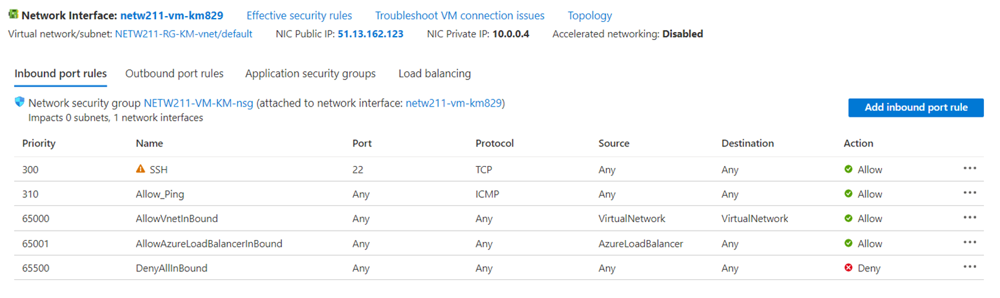 Network Interface: netw211-vm-km829 Effective security rules Troubleshoot VM connection issues Topology
Virtual network/subnet: NETW211-RG-KM-vnet/default NIC Public IP: 51.13.162.123 NIC Private IP: 10.0.0.4 Accelerated networking: Disabled
Inbound port rules Outbound port rules Application security groups Load balancing
Network security group NETW211-VM-KM-nsg (attached to network interface: netw211-vm-km829)
Impacts 0 subnets, 1 network interfaces
Add inbound port rule
Priority Name Port Protocol Source Destination Action
300 SSH 22 TCP Any Any Allow
310 Allow_Ping Any ICMP Any Any Allow
65000 AllowVnetInBound Any Any VirtualNetwork VirtualNetwork Allow
65001 AllowAzureLoadBalancerInBound Any Any AzureLoadBalancer Any Allow
65500 DenyAllInBound Any Any Any Any Deny